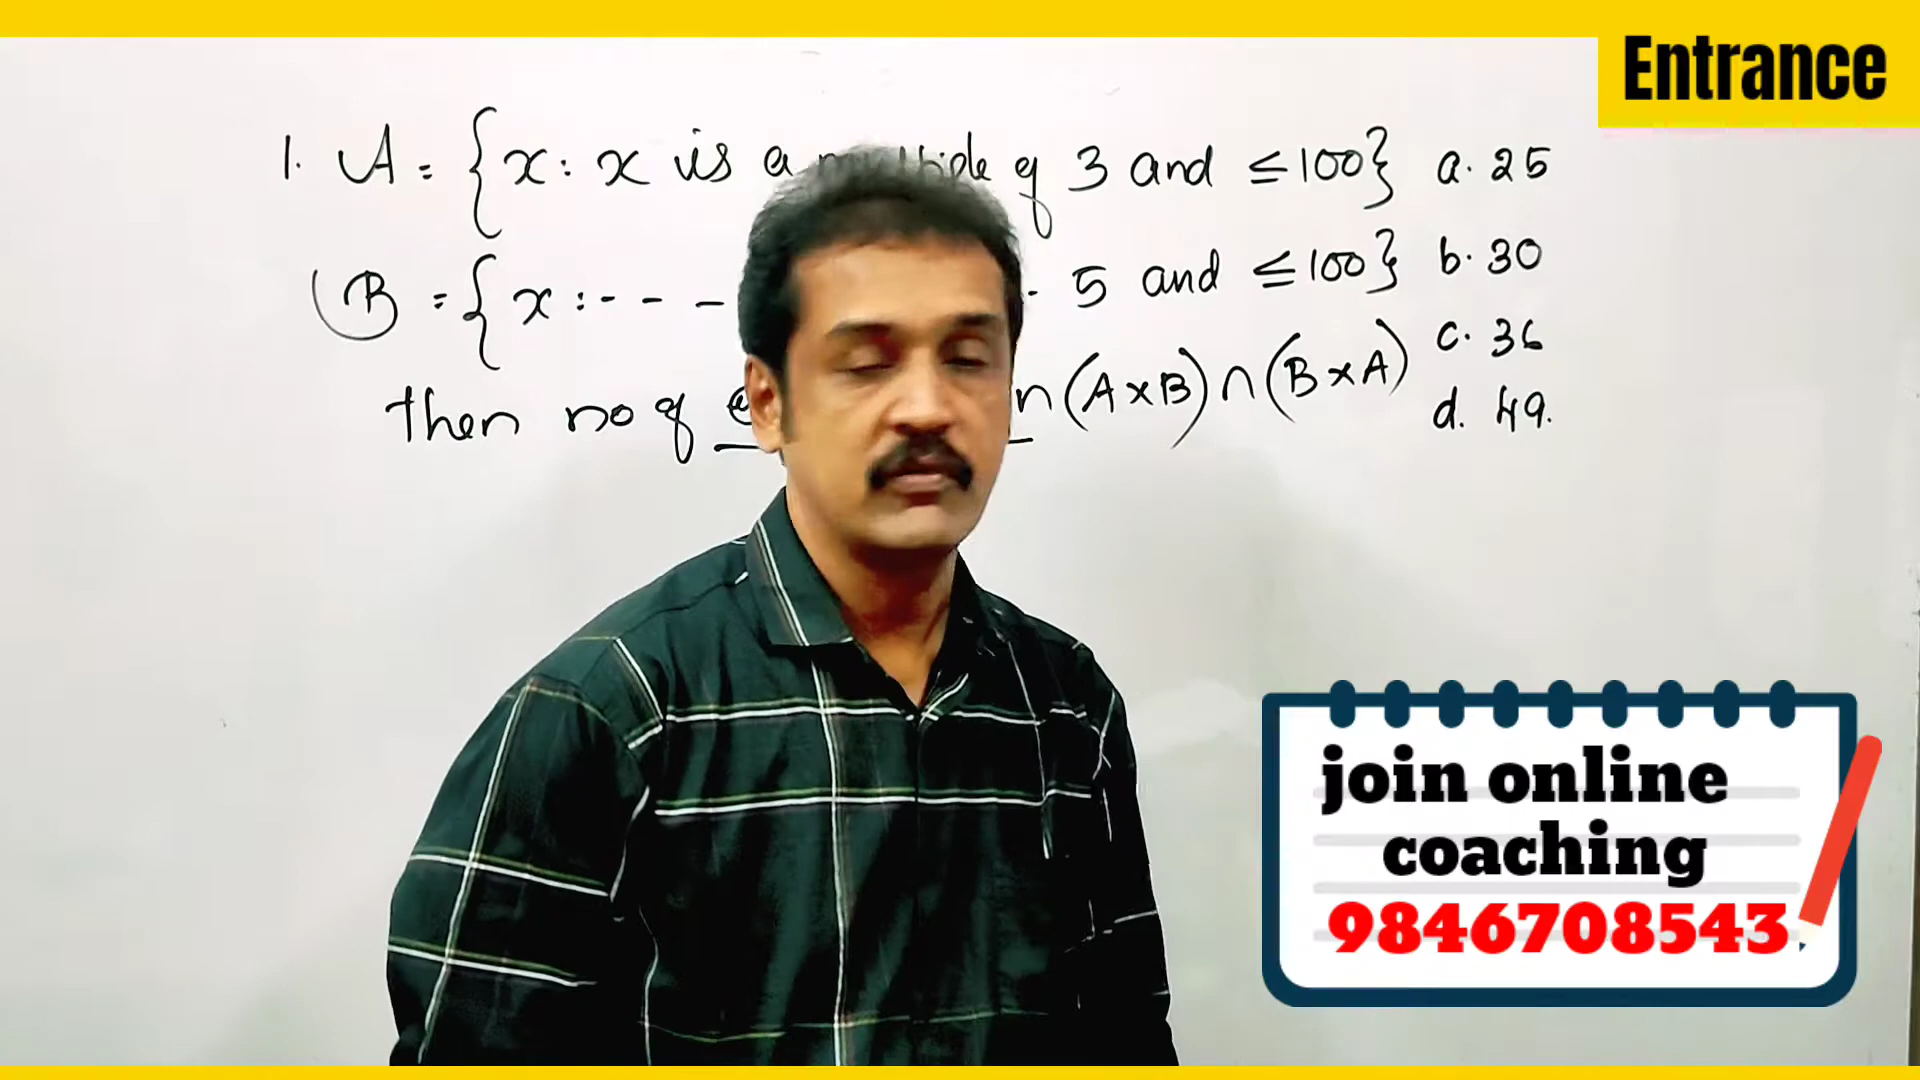 Entrance
1. A = {x : x is a multiple of 3 and ≤100} a. 25
B = {x : - - - 5 and ≤100} b. 30
c. 36
then no of n (A×B)∩(B×A)
d. 49.
join online
coaching
9846708543